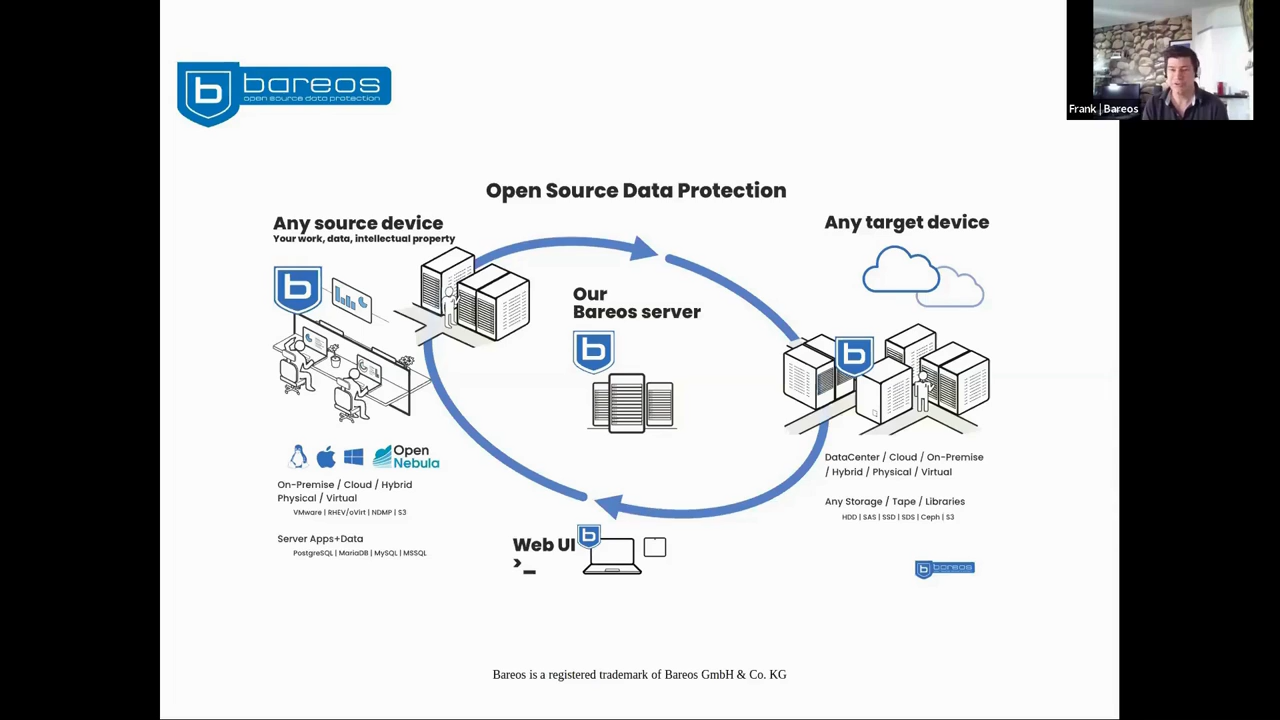 bareos
open source data protection
Frank | Bareos
Open Source Data Protection
Any source device
Your work, data, intellectual property
Any target device
Our
Bareos server
Open
Nebula
On-Premise / Cloud / Hybrid
Physical / Virtual
VMware | RHEV/oVirt | NDMP | S3
Server Apps+Data
PostgreSQL | MariaDB | MySQL | MSSQL
DataCenter / Cloud / On-Premise
/ Hybrid / Physical / Virtual
Any Storage / Tape / Libraries
HDD | SAS | SSD | SDS | Ceph | S3
Web UI
>_
bareos
Bareos is a registered trademark of Bareos GmbH & Co. KG